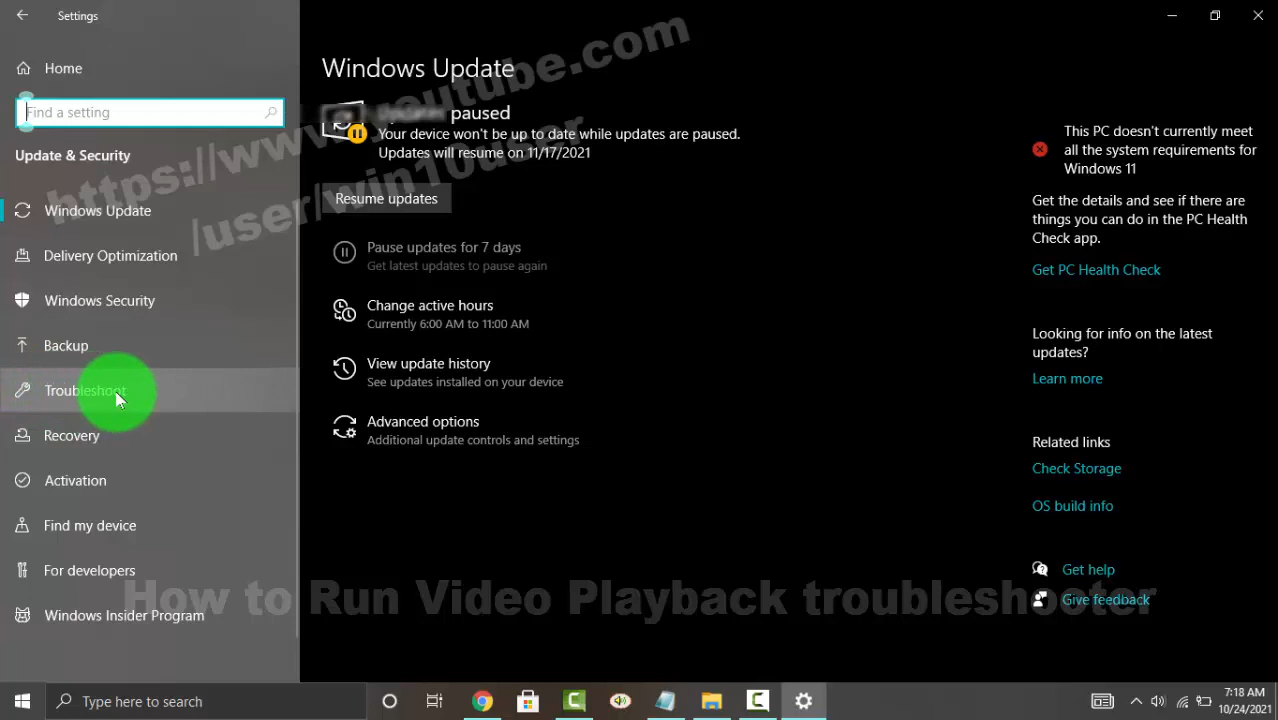 Settings
Home
Find a setting
Update & Security
Windows Update
Delivery Optimization
Windows Security
Backup
Troubleshoot
Recovery
Activation
Find my device
For developers
Windows Insider Program
Windows Update
paused
Your device won't be up to date while updates are paused.
Updates will resume on 11/17/2021
Resume updates
Pause updates for 7 days
Get latest updates to pause again
Change active hours
Currently 6:00 AM to 11:00 AM
View update history
See updates installed on your device
Advanced options
Additional update controls and settings
This PC doesn't currently meet
all the system requirements for
Windows 11
Get the details and see if there are
things you can do in the PC Health
Check app.
Get PC Health Check
Looking for info on the latest
updates?
Learn more
Related links
Check Storage
OS build info
Get help
Give feedback
https://www.youtube.com
/user/win10user
How to Run Video Playback troubleshooter
Type here to search
7:18 AM
10/24/2021